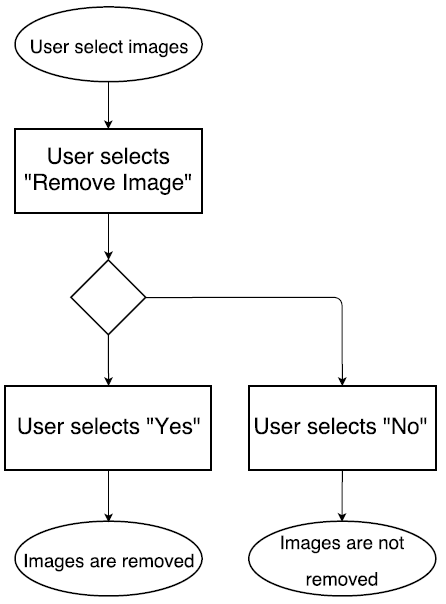 User select images
User selects
"Remove Image"
User selects "Yes"
User selects "No"
Images are removed
Images are not
removed